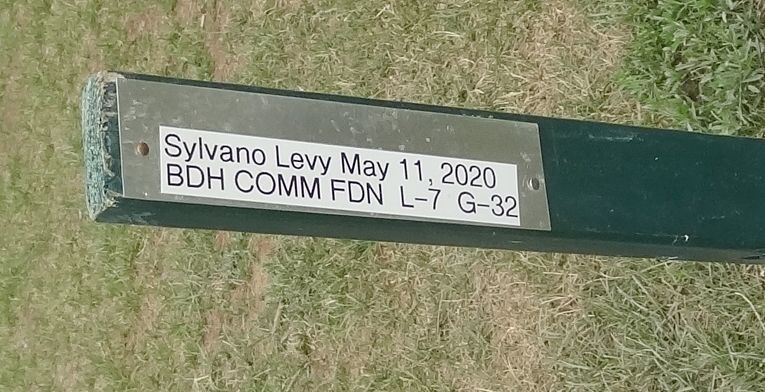 Sylvano Levy May 11, 2020
BDH COMM FDN L-7 G-32